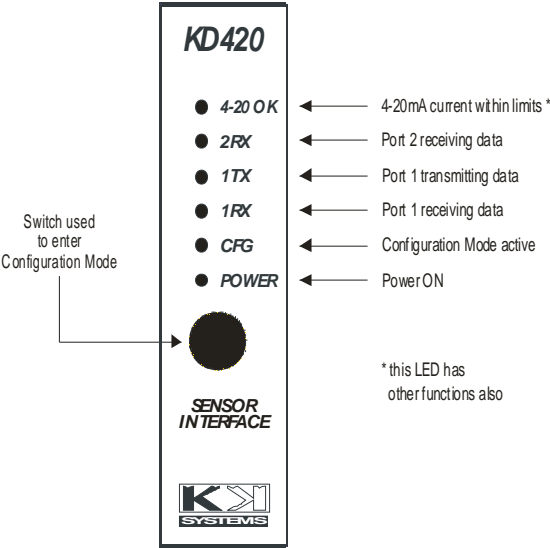 KD420
4-20 OK
4-20mA current within limits *
2RX
Port 2 receiving data
1TX
Port 1 transmitting data
1RX
Port 1 receiving data
CFG
Configuration Mode active
POWER
Power ON
Switch used
to enter
Configuration Mode
* this LED has
other functions also
SENSOR
INTERFACE
KK
SYSTEMS